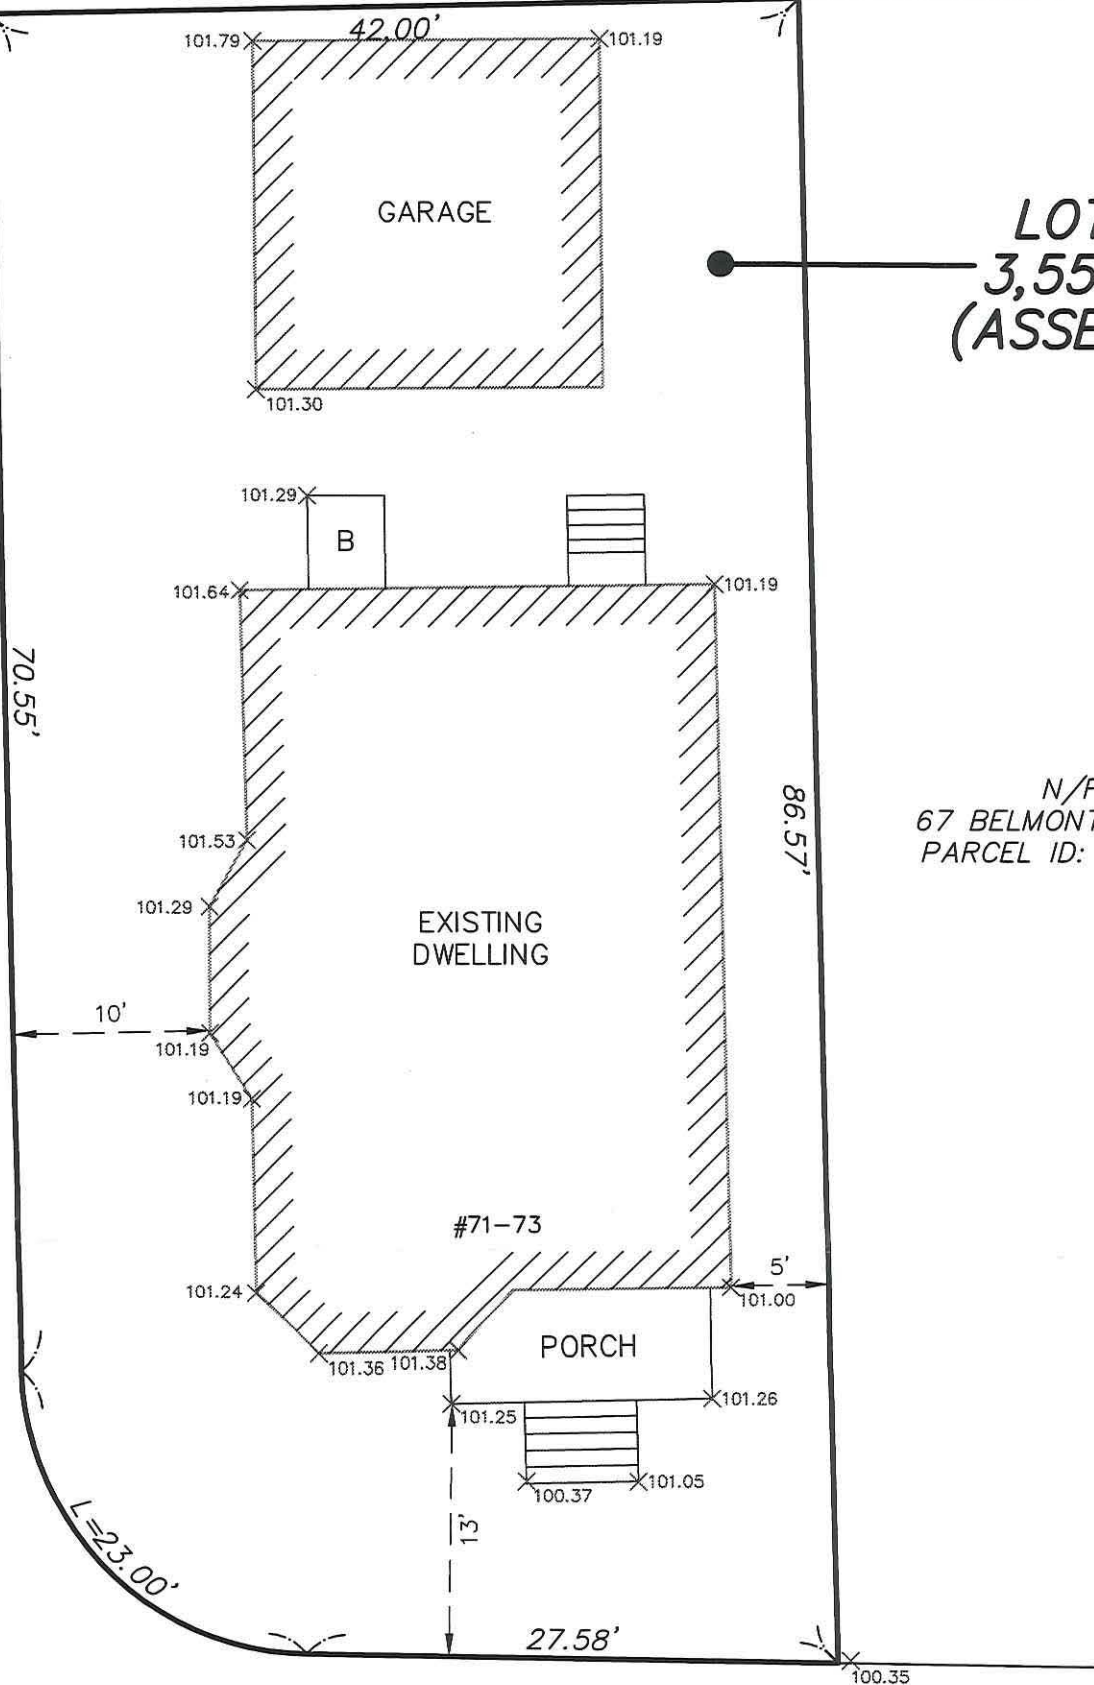 42.00'
101.79
101.19
GARAGE
LOT
3,55
(ASSE
101.30
101.29
B
101.64
101.19
70.55'
86.57'
N/F
67 BELMONT
PARCEL ID:
101.53
101.29
EXISTING
DWELLING
10'
101.19
101.19
#71-73
5'
101.24
101.00
PORCH
101.36
101.38
101.26
101.25
100.37
101.05
13'
L=23.00'
27.58'
100.35